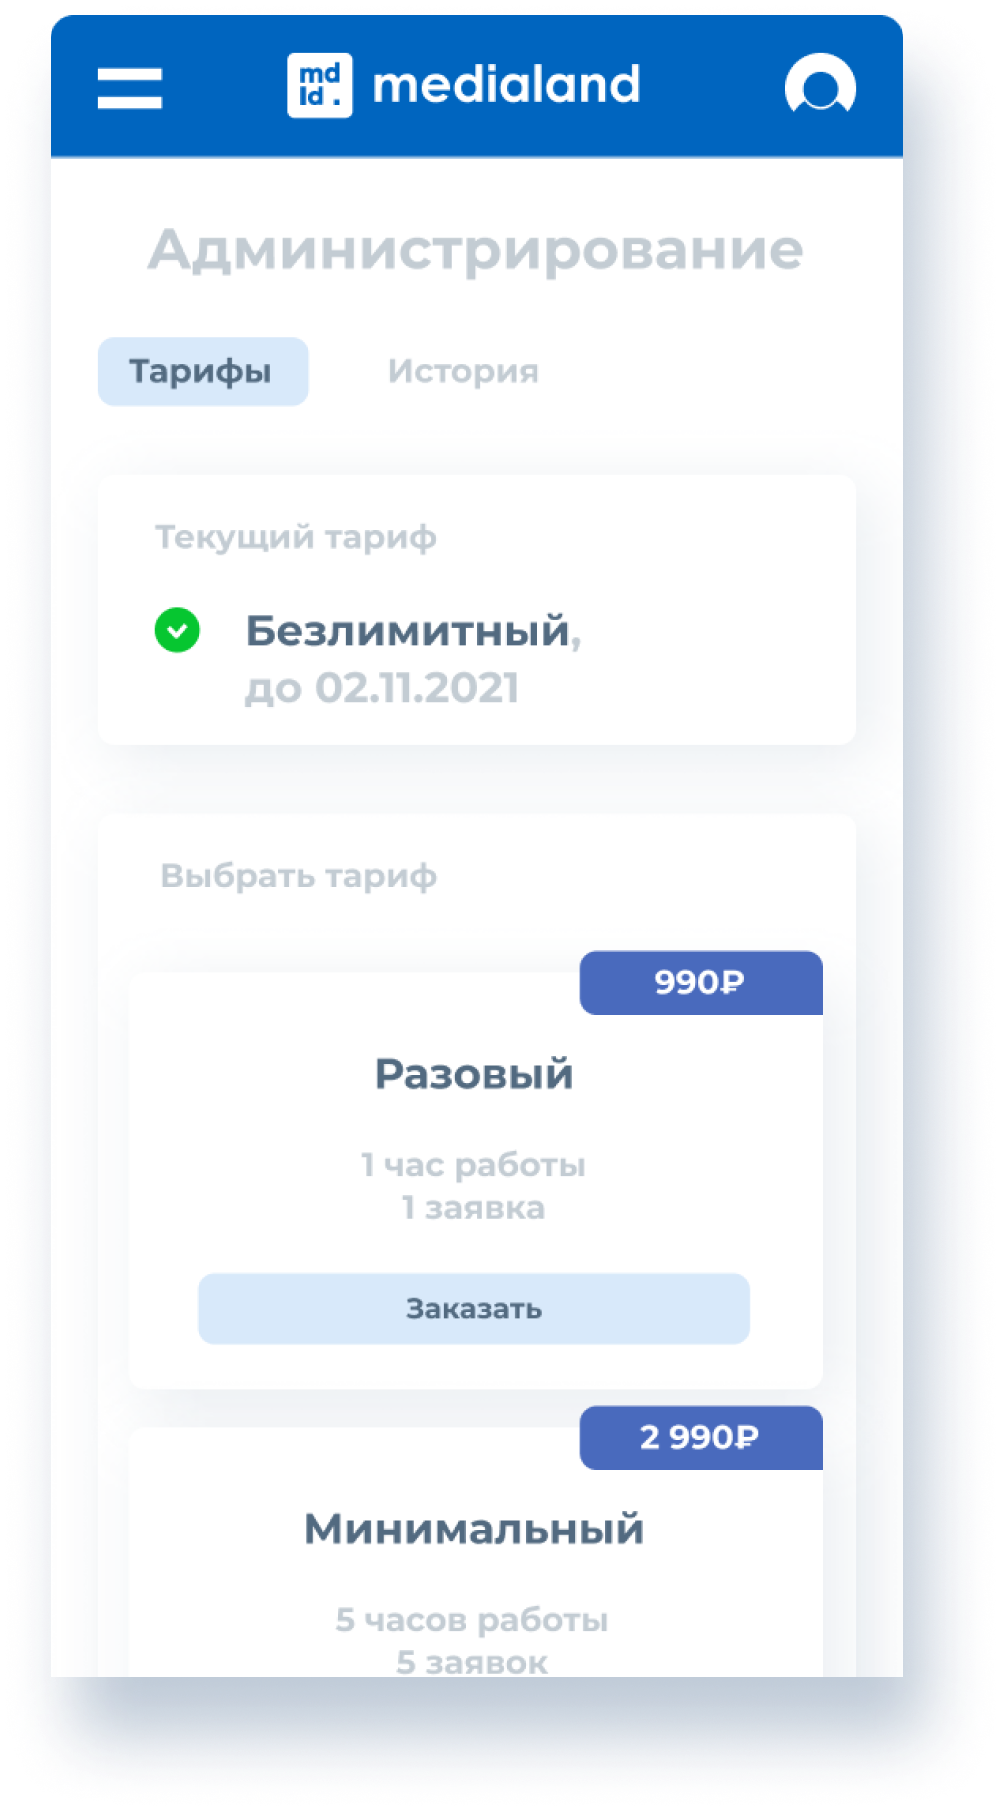 md
ld .
medialand
Администрирование
Тарифы
История
Текущий тариф
Безлимитный,
до 02.11.2021
Выбрать тариф
990₽
Разовый
1 час работы
1 заявка
Заказать
2 990₽
Минимальный
5 часов работы
5 заявок